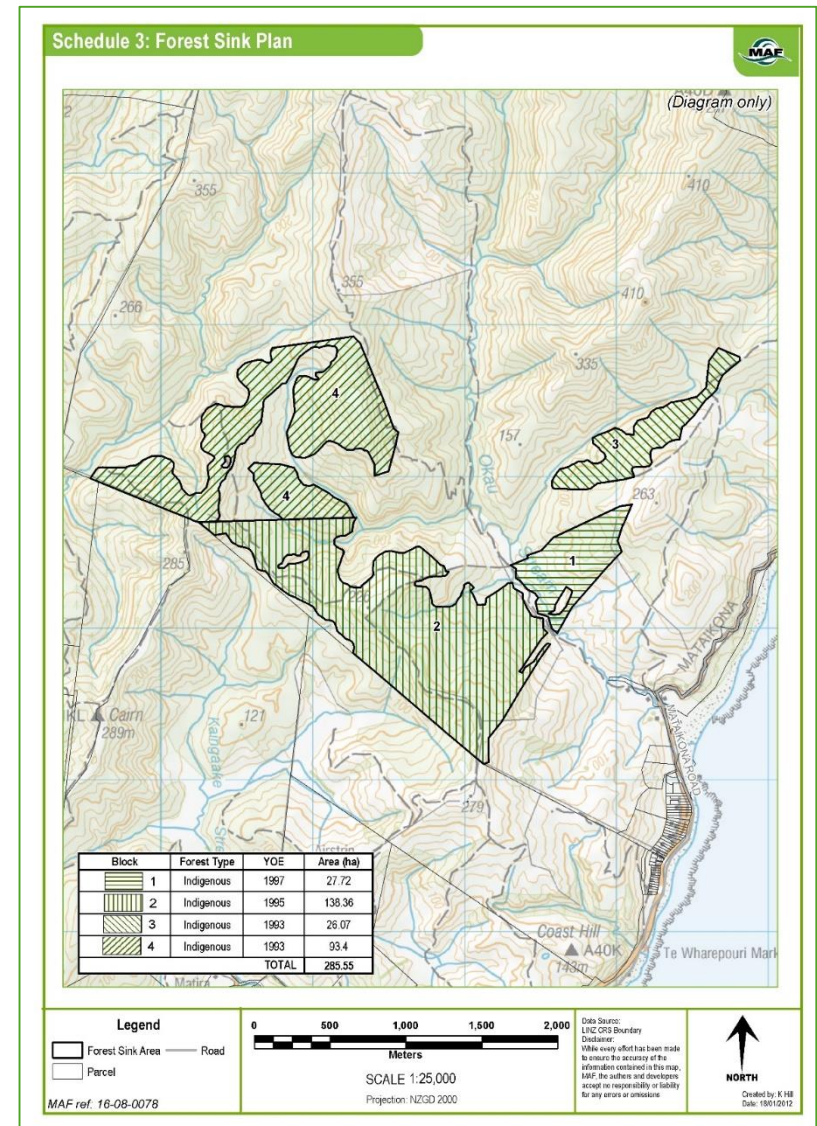 Schedule 3: Forest Sink Plan
MAF
(Diagram only)
355
410
201
100
355
266
410
335
4
157
3
Okau
263
4
1
Stream
285
2
MATAIKONA
MATAIKONA ROAD
Cairn
289m
121
Kaingaake
279
Airstrip
Block Forest Type YOE Area (ha)
1 Indigenous 1997 27.72
2 Indigenous 1995 138.36
3 Indigenous 1993 26.07
4 Indigenous 1993 93.4
TOTAL 285.55
Coast Hill
A40K
143m
Te Wharepouri Mark
Matira
Legend
Forest Sink Area
Road
Parcel
MAF ref: 16-08-0078
0 500 1,000 1,500 2,000
Meters
SCALE 1:25,000
Projection: NZGD 2000
Data Source:
LINZ CRS Boundary
Disclaimer:
While every effort has been made
to ensure the accuracy of the
information contained in this map,
MAF, the authors and developers
accept no responsibility or liability
for any errors or omissions
NORTH
Created by: K Hill
Date: 18/01/2012